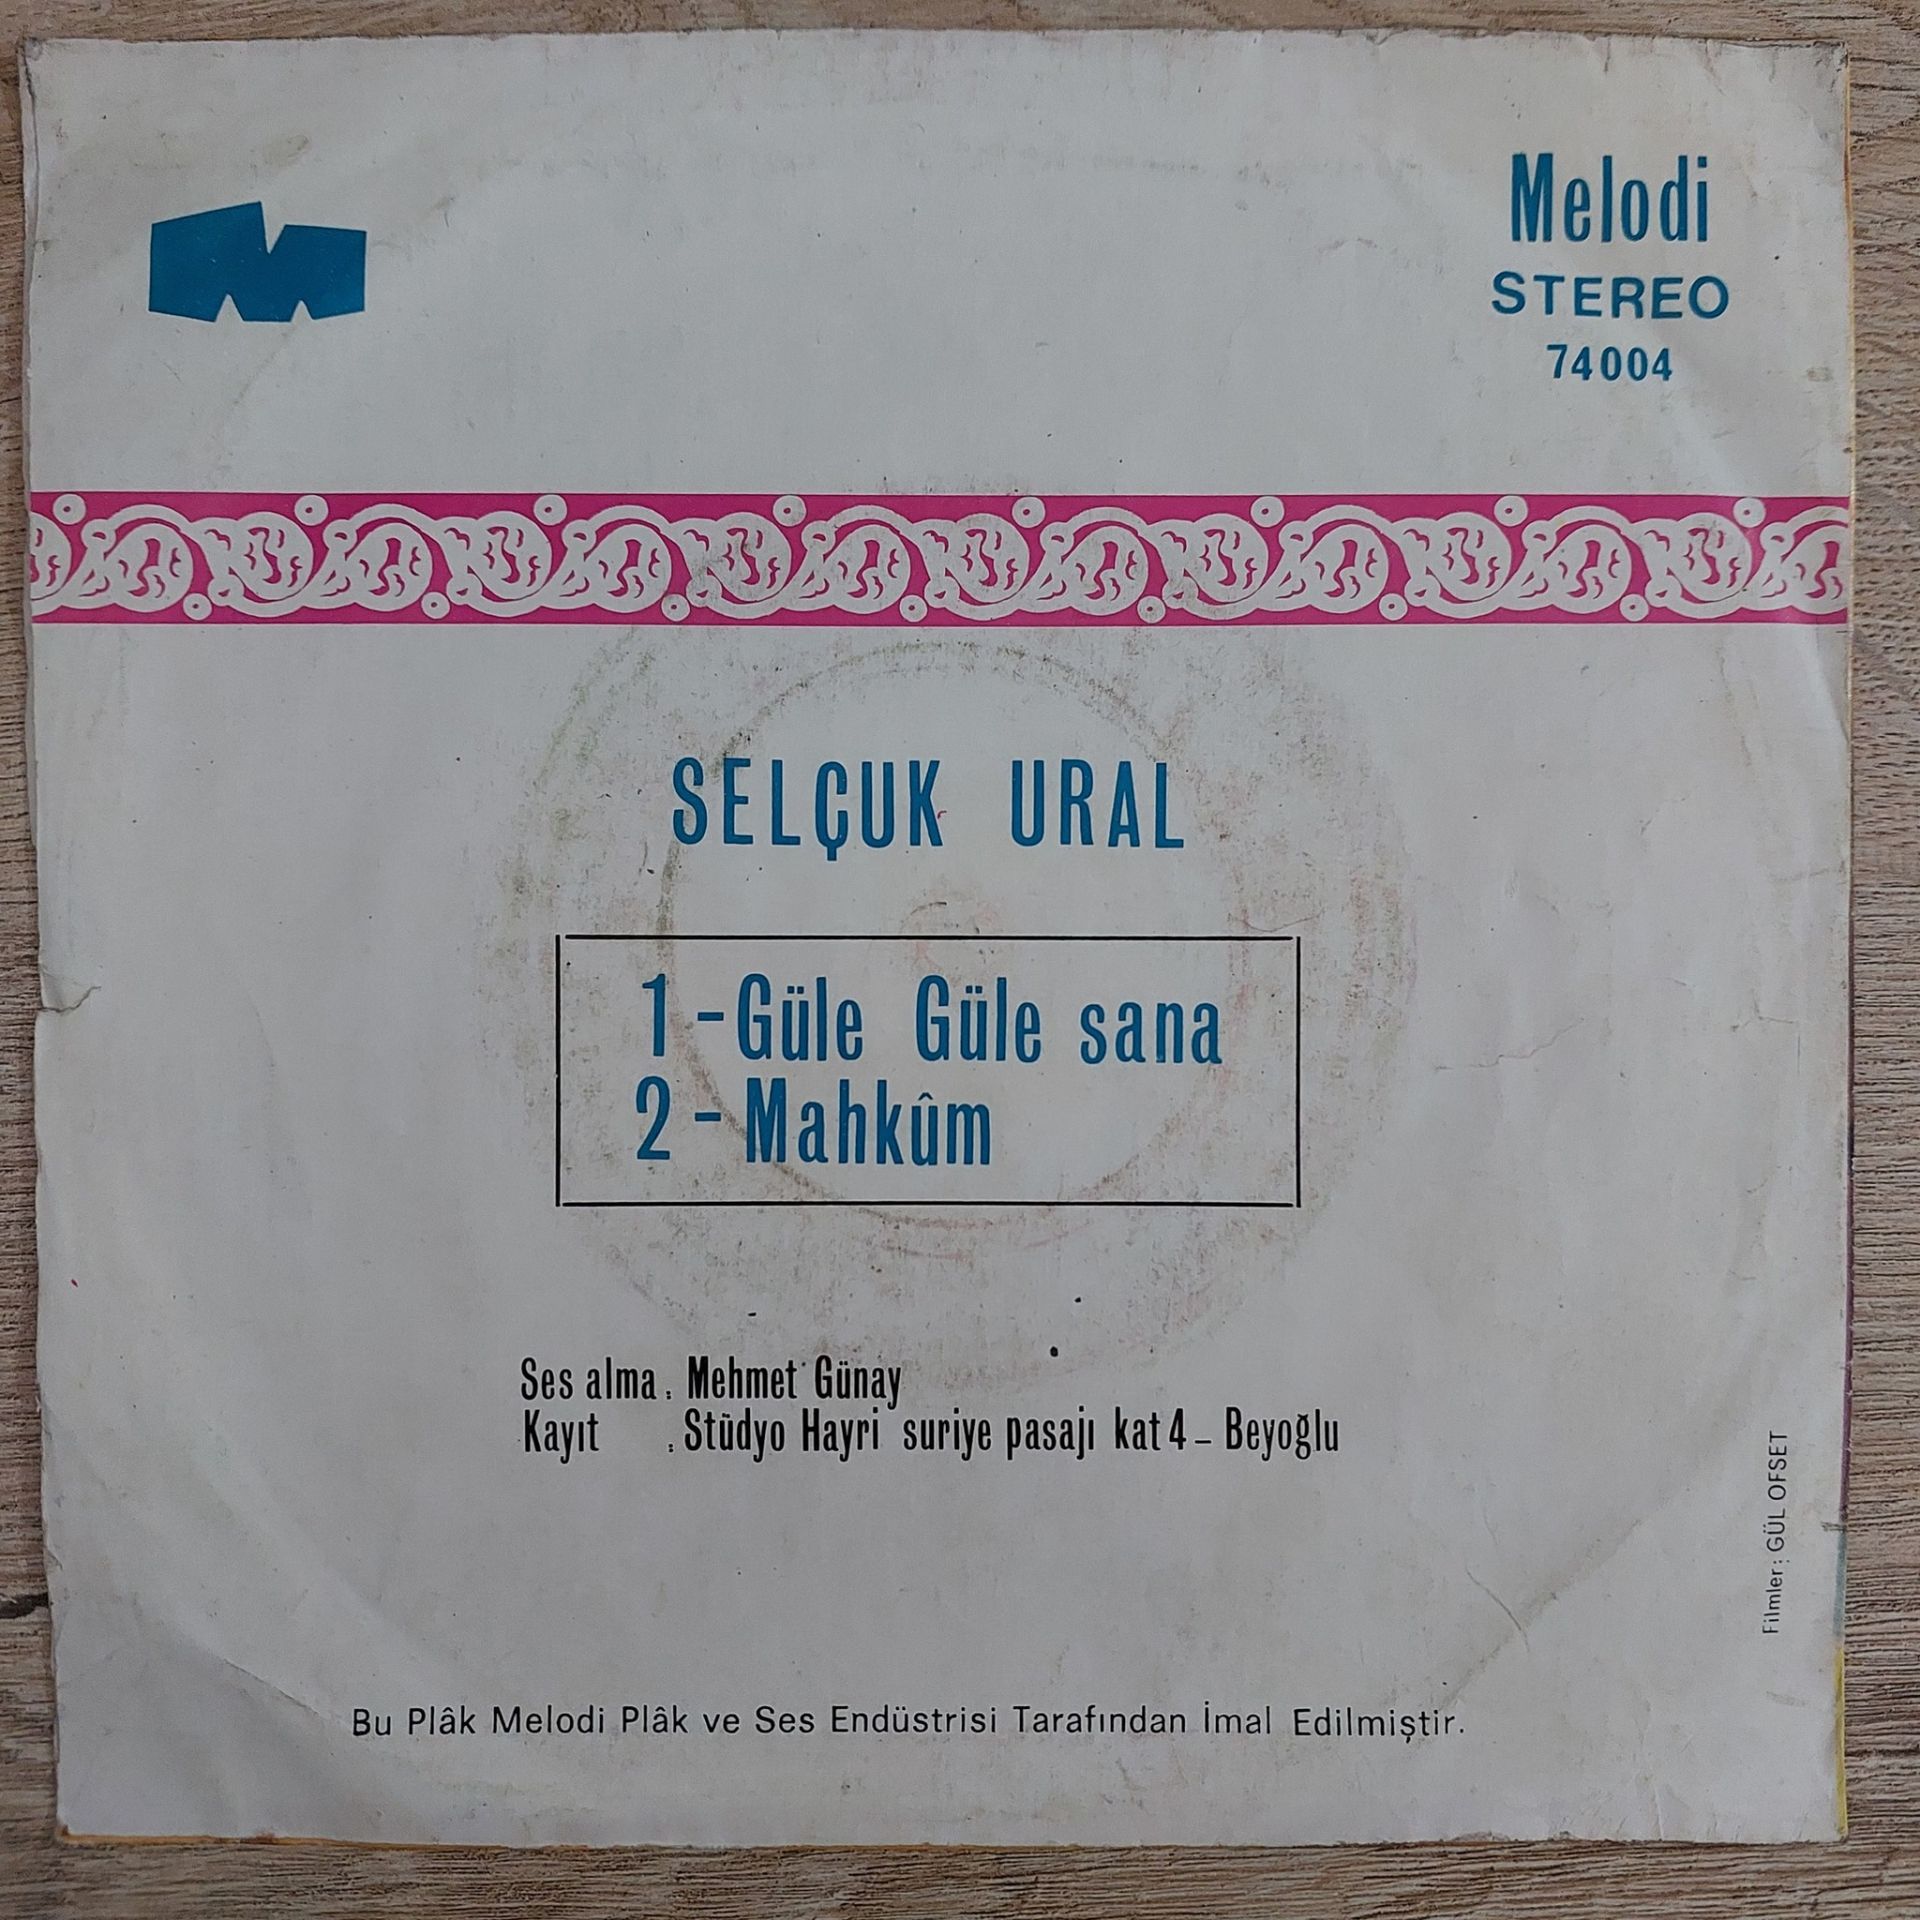 Melodi
STEREO
74004
SELÇUK URAL
1 - Güle Güle sana
2 - Mahkûm
Ses alma : Mehmet Günay
Kayıt : Stüdyo Hayri suriye pasajı kat 4 - Beyoğlu
Filmler : GÜL OFSET
Bu Plâk Melodi Plâk ve Ses Endüstrisi Tarafından İmal Edilmiştir.